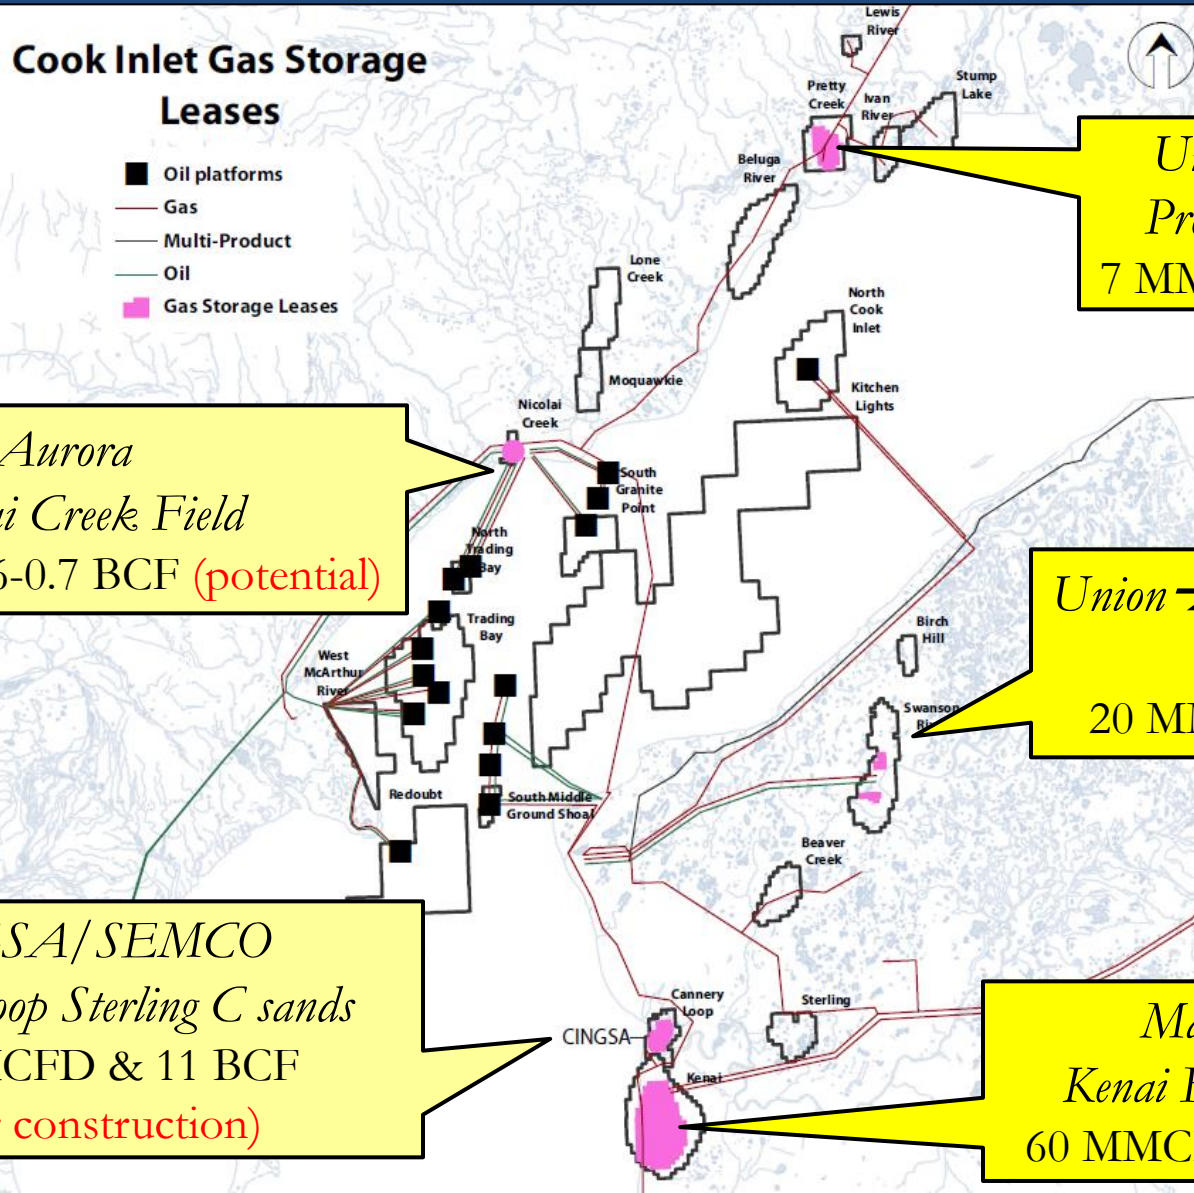 Cook Inlet Gas Storage
Leases
Oil platforms
Gas
Multi-Product
Oil
Gas Storage Leases
Lewis
River
Stump
Lake
Pretty
Creek
Ivan
River
Beluga
River
7 MM
Lone
Creek
North
Cook
Inlet
Moquawkie
Kitchen
Lights
Nicolai
Creek
Aurora
Creek Field
-0.7 BCF (potential)
South
Granite
Point
North
Trading
Bay
Trading
Bay
West
McArthur
River
Birch
Hill
Union
20
Swanson
Redoubt
South Middle
Ground Shoal
Beaver
Creek
SA/SEMCO
Sterling C sands
CFD & 11 BCF
construction)
Cannery
Loop
Sterling
CINGSA
Kenai
Kenai
60 MMC